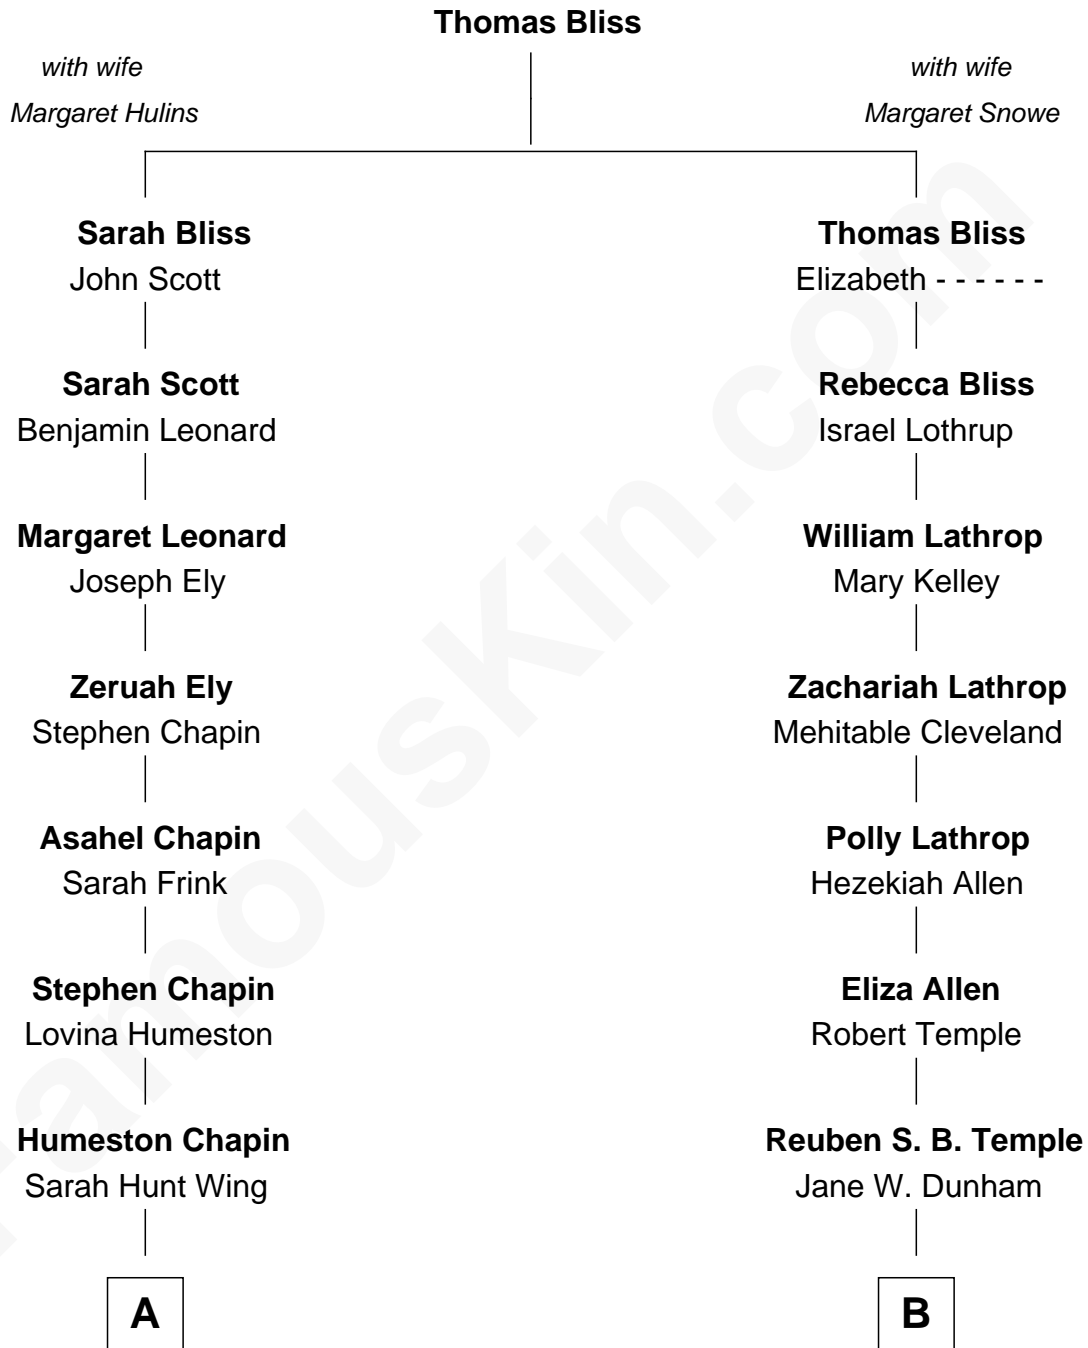 Thomas Bliss
with wife
Margaret Hulins
with wife
Margaret Snowe
Sarah Bliss
John Scott
Thomas Bliss
Elizabeth - - - - - -
Sarah Scott
Benjamin Leonard
Rebecca Bliss
Israel Lothrup
Margaret Leonard
Joseph Ely
William Lathrop
Mary Kelley
Zeruah Ely
Stephen Chapin
Zachariah Lathrop
Mehitable Cleveland
Asahel Chapin
Sarah Frink
Polly Lathrop
Hezekiah Allen
Stephen Chapin
Lovina Humeston
Eliza Allen
Robert Temple
Humeston Chapin
Sarah Hunt Wing
Reuben S. B. Temple
Jane W. Dunham
A
B
FamousKin.com